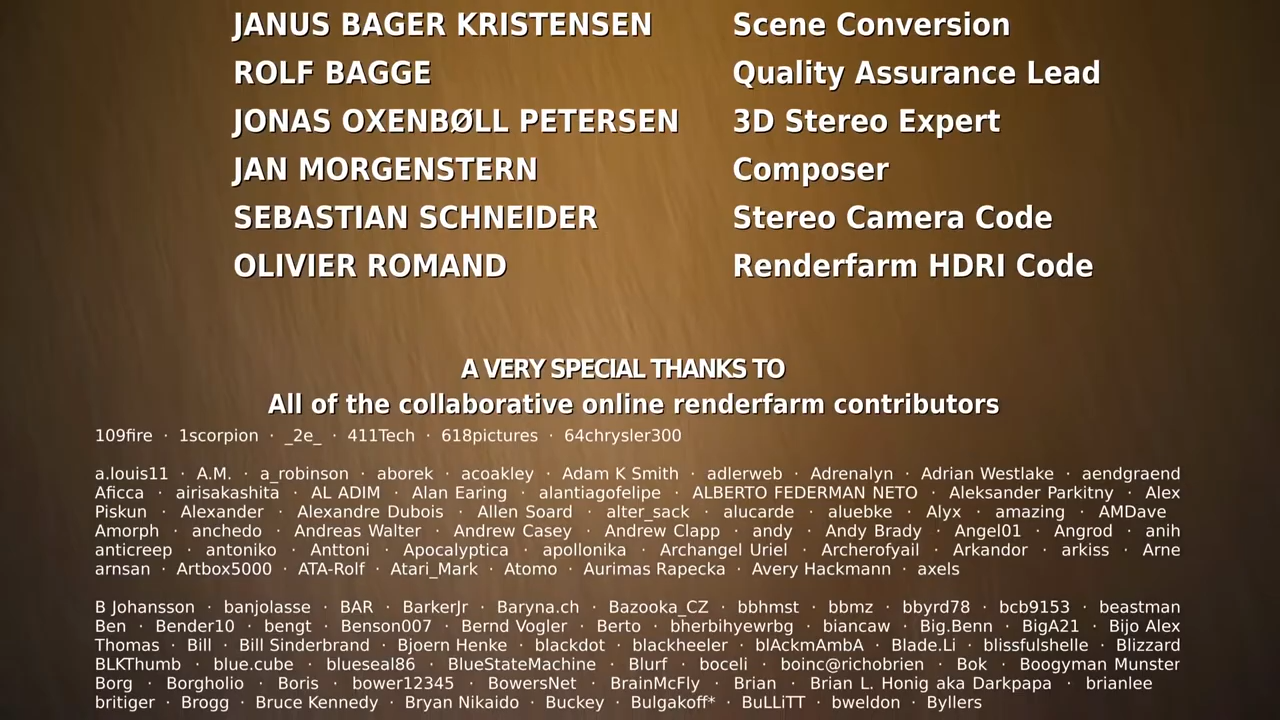 JANUS BAGER KRISTENSEN Scene Conversion
ROLF BAGGE Quality Assurance Lead
JONAS OXENBØLL PETERSEN 3D Stereo Expert
JAN MORGENSTERN Composer
SEBASTIAN SCHNEIDER Stereo Camera Code
OLIVIER ROMAND Renderfarm HDRI Code
A VERY SPECIAL THANKS TO
All of the collaborative online renderfarm contributors
109fire · 1scorpion · _2e_ · 411Tech · 618pictures · 64chrysler300
a.louis11 · A.M. · a_robinson · aborek · acoakley · Adam K Smith · adlerweb · Adrenalyn · Adrian Westlake · aendgraend
Aficca · airisakashita · AL ADIM · Alan Earing · alantiagofelipe · ALBERTO FEDERMAN NETO · Aleksander Parkitny · Alex
Piskun · Alexander · Alexandre Dubois · Allen Soard · alter_sack · alucarde · aluebke · Alyx · amazing · AMDave
Amorph · anchedo · Andreas Walter · Andrew Casey · Andrew Clapp · andy · Andy Brady · Angel01 · Angrod · anih
anticreep · antoniko · Anttoni · Apocalyptica · apollonika · Archangel Uriel · Archerofyail · Arkandor · arkiss · Arne
arnsan · Artbox5000 · ATA-Rolf · Atari_Mark · Atomo · Aurimas Rapecka · Avery Hackmann · axels
B Johansson · banjolasse · BAR · BarkerJr · Baryna.ch · Bazooka_CZ · bbhmst · bbmz · bbyrd78 · bcb9153 · beastman
Ben · Bender10 · bengt · Benson007 · Bernd Vogler · Berto · bherbihyewrbg · biancaw · Big.Benn · BigA21 · Bijo Alex
Thomas · Bill · Bill Sinderbrand · Bjoern Henke · blackdot · blackheeler · blAckmAmbA · Blade.Li · blissfulshelle · Blizzard
BLKThumb · blue.cube · blueseal86 · BlueStateMachine · Blurf · boceli · boinc@richobrien · Bok · Boogyman Munster
Borg · Borgholio · Boris · bower12345 · BowersNet · BrainMcFly · Brian · Brian L. Honig aka Darkpapa · brianlee
britiger · Brogg · Bruce Kennedy · Bryan Nikaido · Buckey · Bulgakoff* · BuLLiTT · bweldon · Byllers